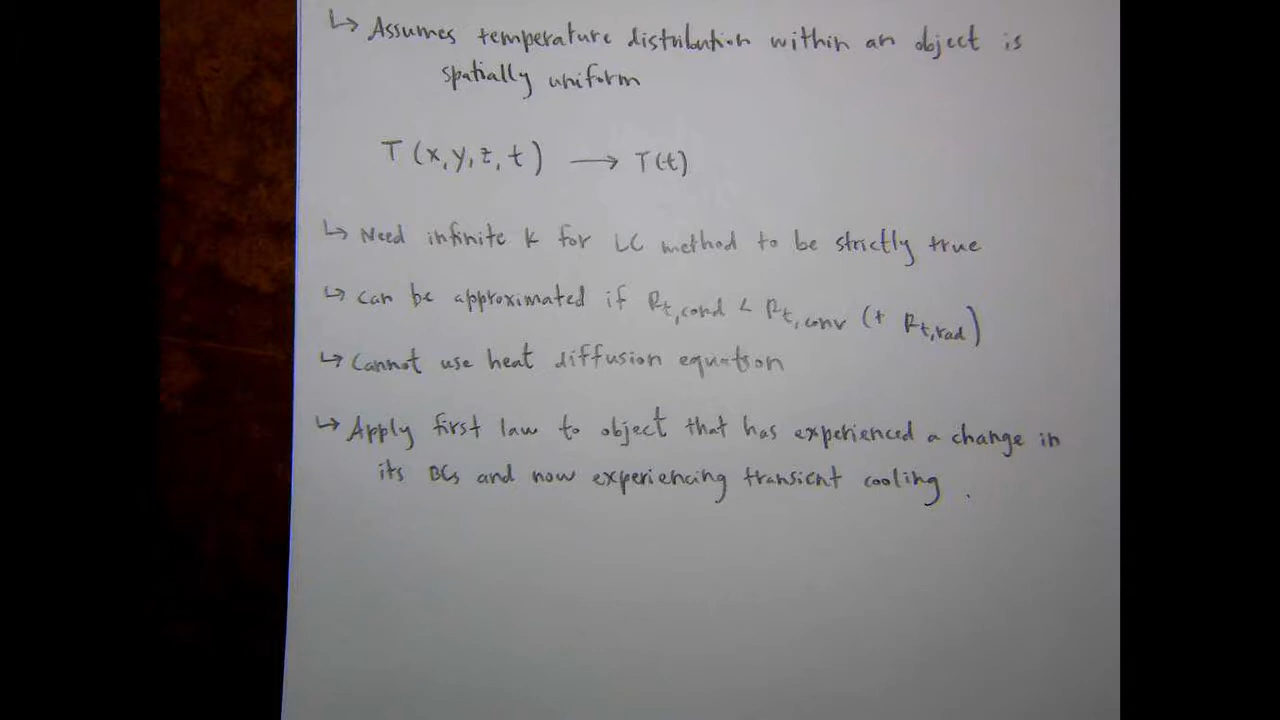 ↳ Assumes temperature distribution within an object is
spatially uniform
T(x,y,z,t) ⟶ T(t)
↳ Need infinite k for LC method to be strictly true
↳ can be approximated if Rt,cond < Rt,conv (+ Rt,rad)
↳ Cannot use heat diffusion equation
↳ Apply first law to object that has experienced a change in
its BCs and now experiencing transient cooling.